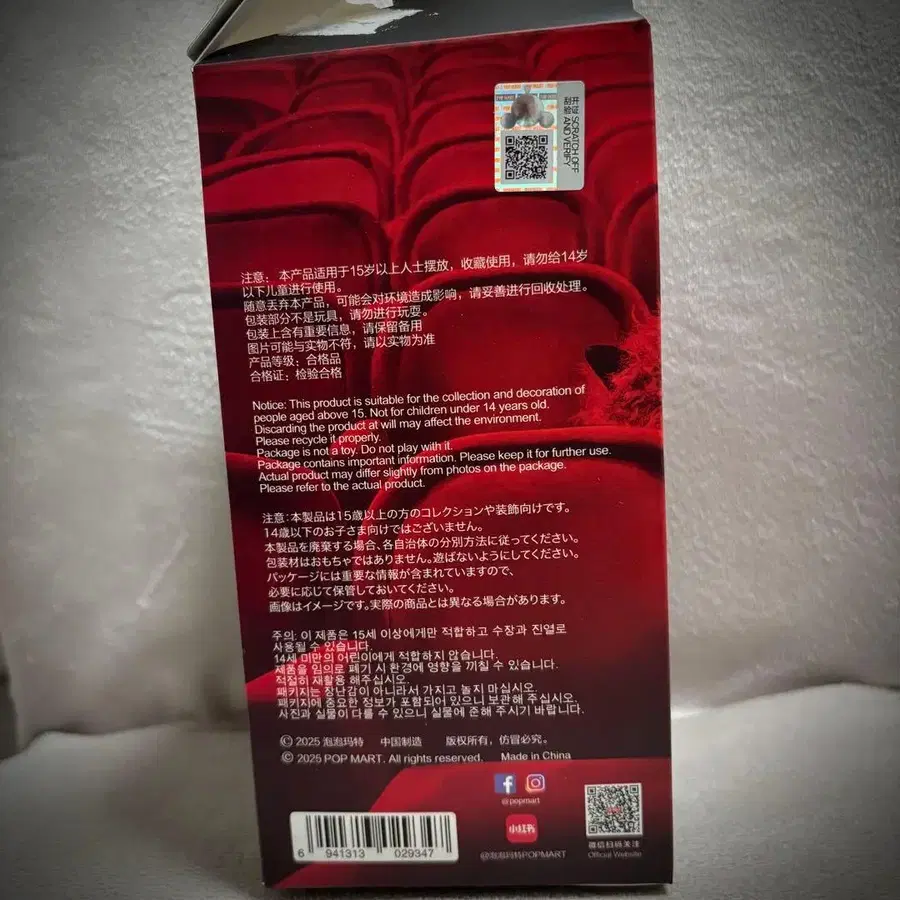 开包 SCRATCH OFF
刮验 AND VERIFY
注意：本产品适用于15岁以上人士摆放，收藏使用，请勿给14岁
以下儿童进行使用。
随意丢弃本产品，可能会对环境造成影响，请妥善进行回收处理。
包装部分不是玩具，请勿进行玩耍。
包装上含有重要信息，请保留备用
图片可能与实物不符，请以实物为准
产品等级：合格品
合格证：检验合格
Notice: This product is suitable for the collection and decoration of
people aged above 15. Not for children under 14 years old.
Discarding the product at will may affect the environment.
Please recycle it properly.
Package is not a toy. Do not play with it.
Package contains important information. Please keep it for further use.
Actual product may differ slightly from photos on the package.
Please refer to the actual product.
注意：本製品は15歳以上の方のコレクションや装飾向けです。
14歳以下のお子さま向けではございません。
本製品を廃棄する場合、各自治体の分別方法に従ってください。
包装材はおもちゃではありません。遊ばないようにしてください。
パッケージには重要な情報が含まれていますので、
必要に応じて保管しておいてください。
画像はイメージです。実際の商品とは異なる場合があります。
주의: 이 제품은 15세 이상에게만 적합하고 수장과 진열로
사용될 수 있습니다.
14세 미만의 어린이에게 적합하지 않습니다.
제품을 임의로 폐기 시 환경에 영향을 끼칠 수 있습니다.
적절히 재활용 해주십시오.
패키지는 장난감이 아니라서 가지고 놀지 마십시오.
패키지에 중요한 정보가 포함되어 있으니 보관해 주십시오.
사진과 실물이 다를 수 있으니 실물에 준해 주시기 바랍니다.
© 2025 泡泡玛特 中国制造 版权所有，仿冒必究。
© 2025 POP MART. All rights reserved. Made in China
@popmart
小红书
@泡泡玛特POPMART
微信扫码关注
Official Website
6 941313 029347